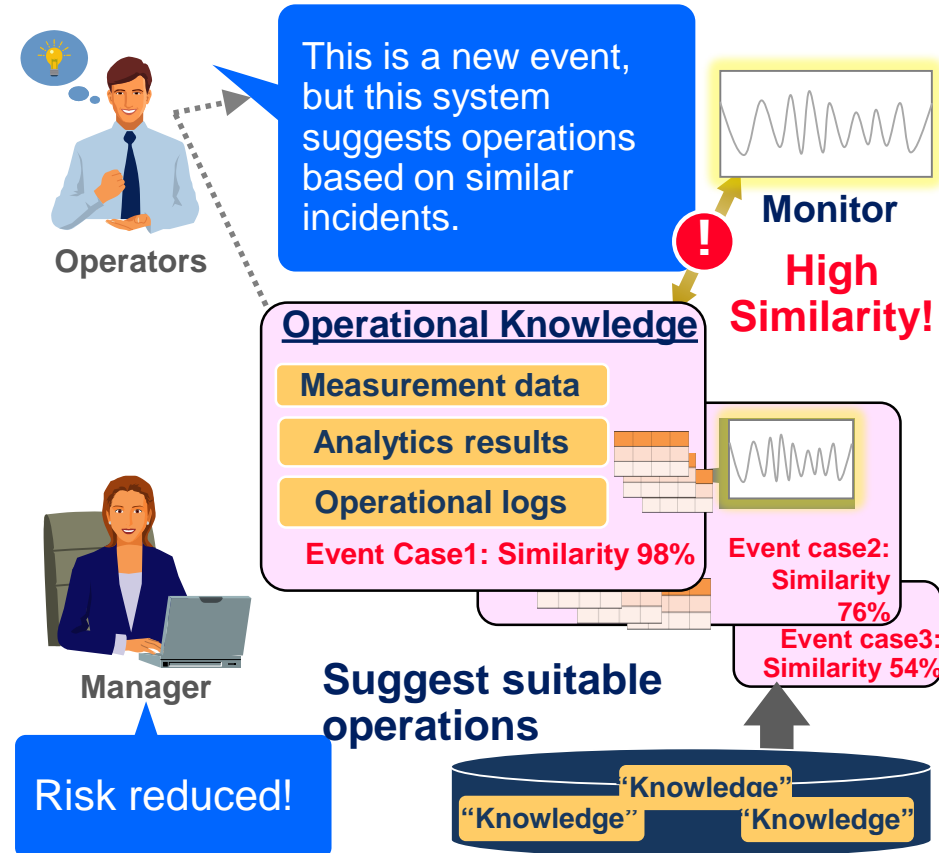 This is a new event,
but this system
suggests operations
based on similar
incidents.
Operators
Monitor
!
High
Similarity!
Operational Knowledge
Measurement data
Analytics results
Operational logs
Event Case1: Similarity 98%
Event case2:
Similarity
76%
Event case3:
Similarity 54%
Manager
Suggest suitable
operations
Risk reduced!
“Knowledge”
“Knowledge”
“Knowledge”